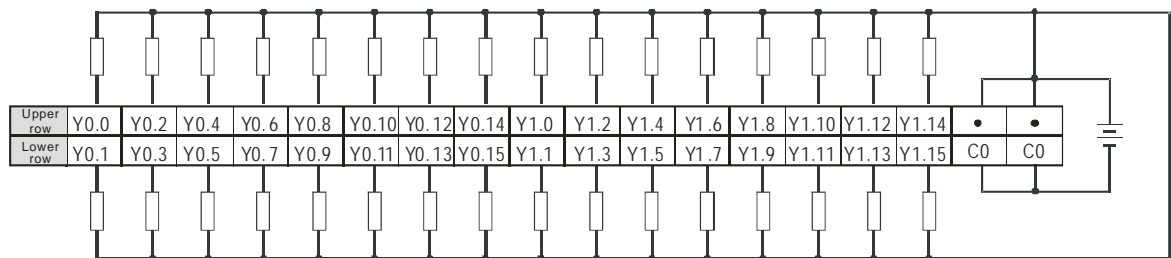 Upper row Y0.0 Y0.2 Y0.4 Y0.6 Y0.8 Y0.10 Y0.12 Y0.14 Y1.0 Y1.2 Y1.4 Y1.6 Y1.8 Y1.10 Y1.12 Y1.14 • •
Lower row Y0.1 Y0.3 Y0.5 Y0.7 Y0.9 Y0.11 Y0.13 Y0.15 Y1.1 Y1.3 Y1.5 Y1.7 Y1.9 Y1.11 Y1.13 Y1.15 C0 C0